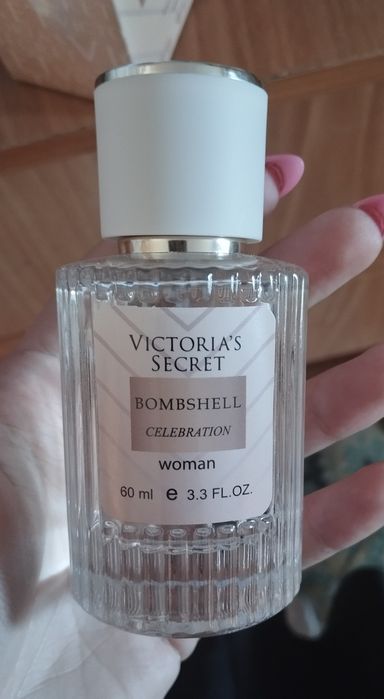 VICTORIA'S
SECRET
BOMBSHELL
CELEBRATION
woman
60 ml e 3.3 FL.OZ.